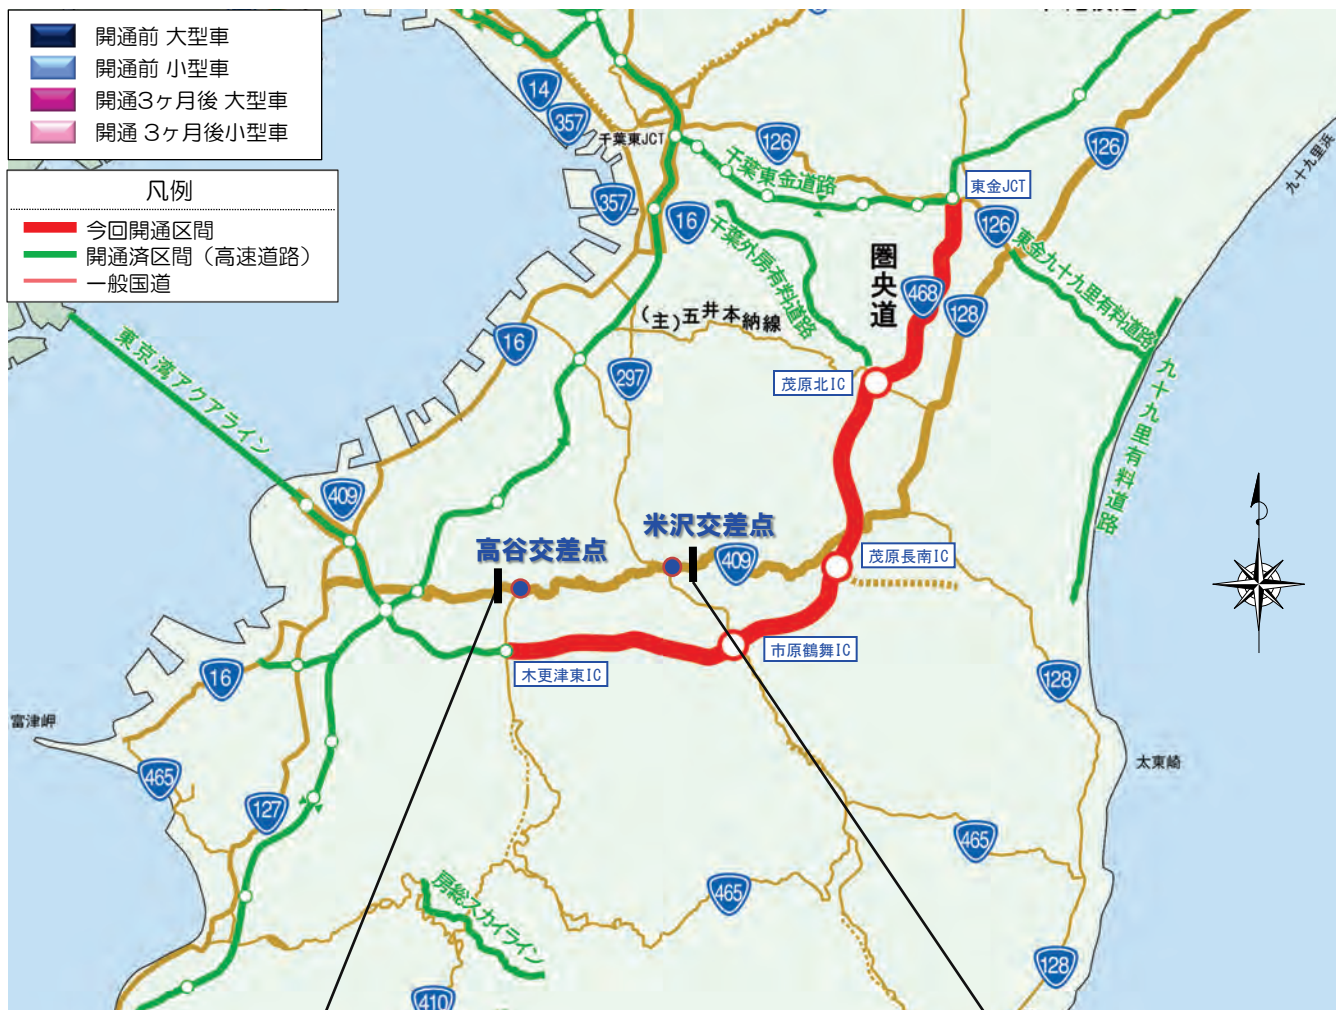 開通前 大型車
開通前 小型車
開通3ヶ月後 大型車
開通 3ヶ月後小型車
凡例
今回開通区間
開通済区間（高速道路）
一般国道
14
357
千葉東JCT
126
千葉東金道路
126
東金JCT
九十九里浜
357
16
千葉外房有料道路
126
東金九十九里有料道路
圏央道
468
128
(主)五井本納線
16
297
東京湾アクアライン
茂原北IC
九十九里有料道路
409
米沢交差点
高谷交差点
409
茂原長南IC
市原鶴舞IC
木更津東IC
16
128
富津岬
465
太東崎
127
465
465
房総スカイライン
128
410